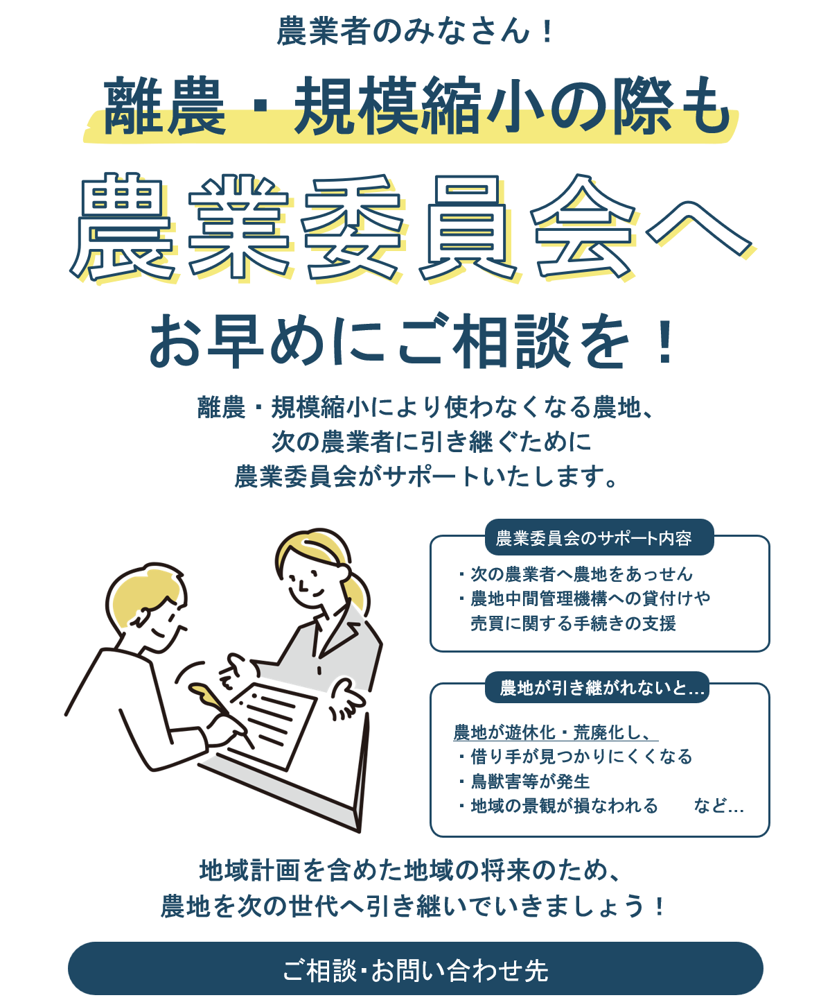 農業者のみなさん！
離農・規模縮小の際も
農業委員会へ
お早めにご相談を！
離農・規模縮小により使わなくなる農地、
次の農業者に引き継ぐために
農業委員会がサポートいたします。
農業委員会のサポート内容
・次の農業者へ農地をあっせん
・農地中間管理機構への貸付けや
売買に関する手続きの支援
農地が引き継がれないと…
農地が遊休化・荒廃化し、
・借り手が見つかりにくくなる
・鳥獣害等が発生
・地域の景観が損なわれる　　など…
地域計画を含めた地域の将来のため、
農地を次の世代へ引き継いでいきましょう！
ご相談・お問い合わせ先